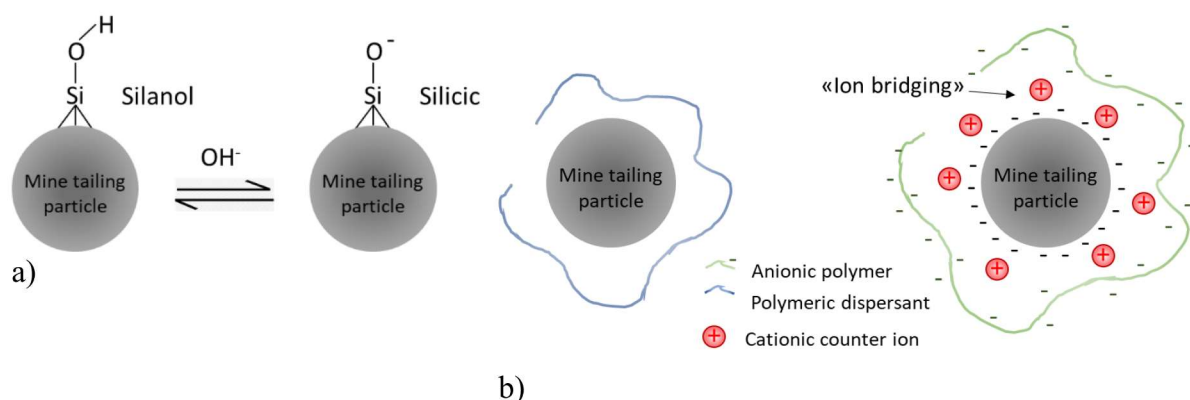 H
O
Si
Silanol
Mine tailing
particle
OH⁻
O⁻
Si
Silicic
Mine tailing
particle
a)
Mine tailing
particle
«Ion bridging»
Mine tailing
particle
Anionic polymer
Polymeric dispersant
Cationic counter ion
b)